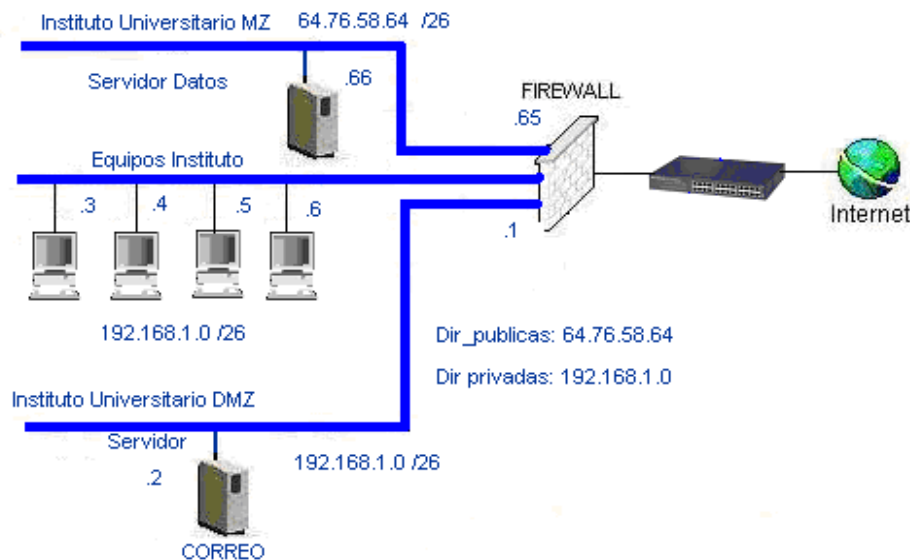 Instituto Universitario MZ 64.76.58.64 /26
Servidor Datos
.66
FIREWALL
.65
Equipos Instituto
.3 .4 .5 .6
.1
Internet
192.168.1.0 /26
Dir_publicas: 64.76.58.64
Dir privadas: 192.168.1.0
Instituto Universitario DMZ
Servidor
.2
192.168.1.0 /26
CORREO